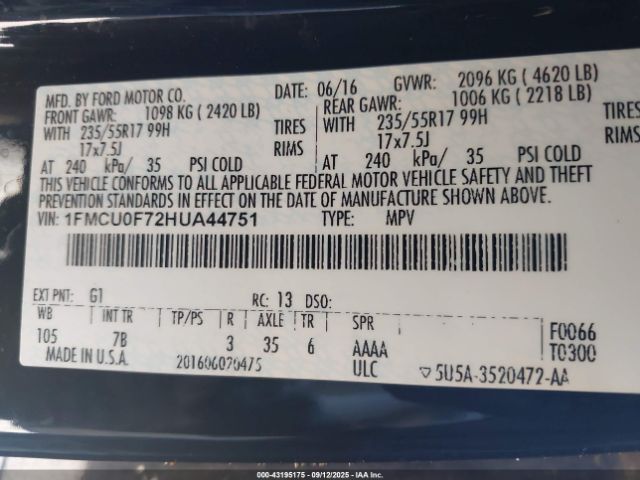 MFD. BY FORD MOTOR CO. DATE: 06/16 GVWR: 2096 KG ( 4620 LB)
FRONT GAWR: 1098 KG ( 2420 LB) REAR GAWR: 1006 KG ( 2218 LB)
WITH 235/55R17 99H TIRES WITH 235/55R17 99H TIRES
17x7.5J RIMS 17x7.5J RIMS
AT 240 kPa/ 35 PSI COLD AT 240 kPa/ 35 PSI COLD
THIS VEHICLE CONFORMS TO ALL APPLICABLE FEDERAL MOTOR VEHICLE SAFETY AND THEFT
PREVENTION STANDARDS IN EFFECT ON THE DATE OF MANUFACTURE SHOWN ABOVE.
VIN: 1FMCU0F72HUA44751 TYPE: MPV
EXT PNT: G1 RC: 13 DSO:
WB INT TR TP/PS R AXLE TR SPR F0066
105 7B 3 35 6 AAAA T0300
MADE IN U.S.A. 201606070475 ULC ▽5U5A-3520472-AA
IMAGE: 43195175 - 09/12/2025 - © IAA, INC.